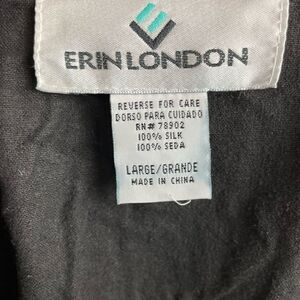 ERIN LONDON
REVERSE FOR CARE
DORSO PARA CUIDADO
RN# 78902
100% SILK
100% SEDA
LARGE/GRANDE
MADE IN CHINA